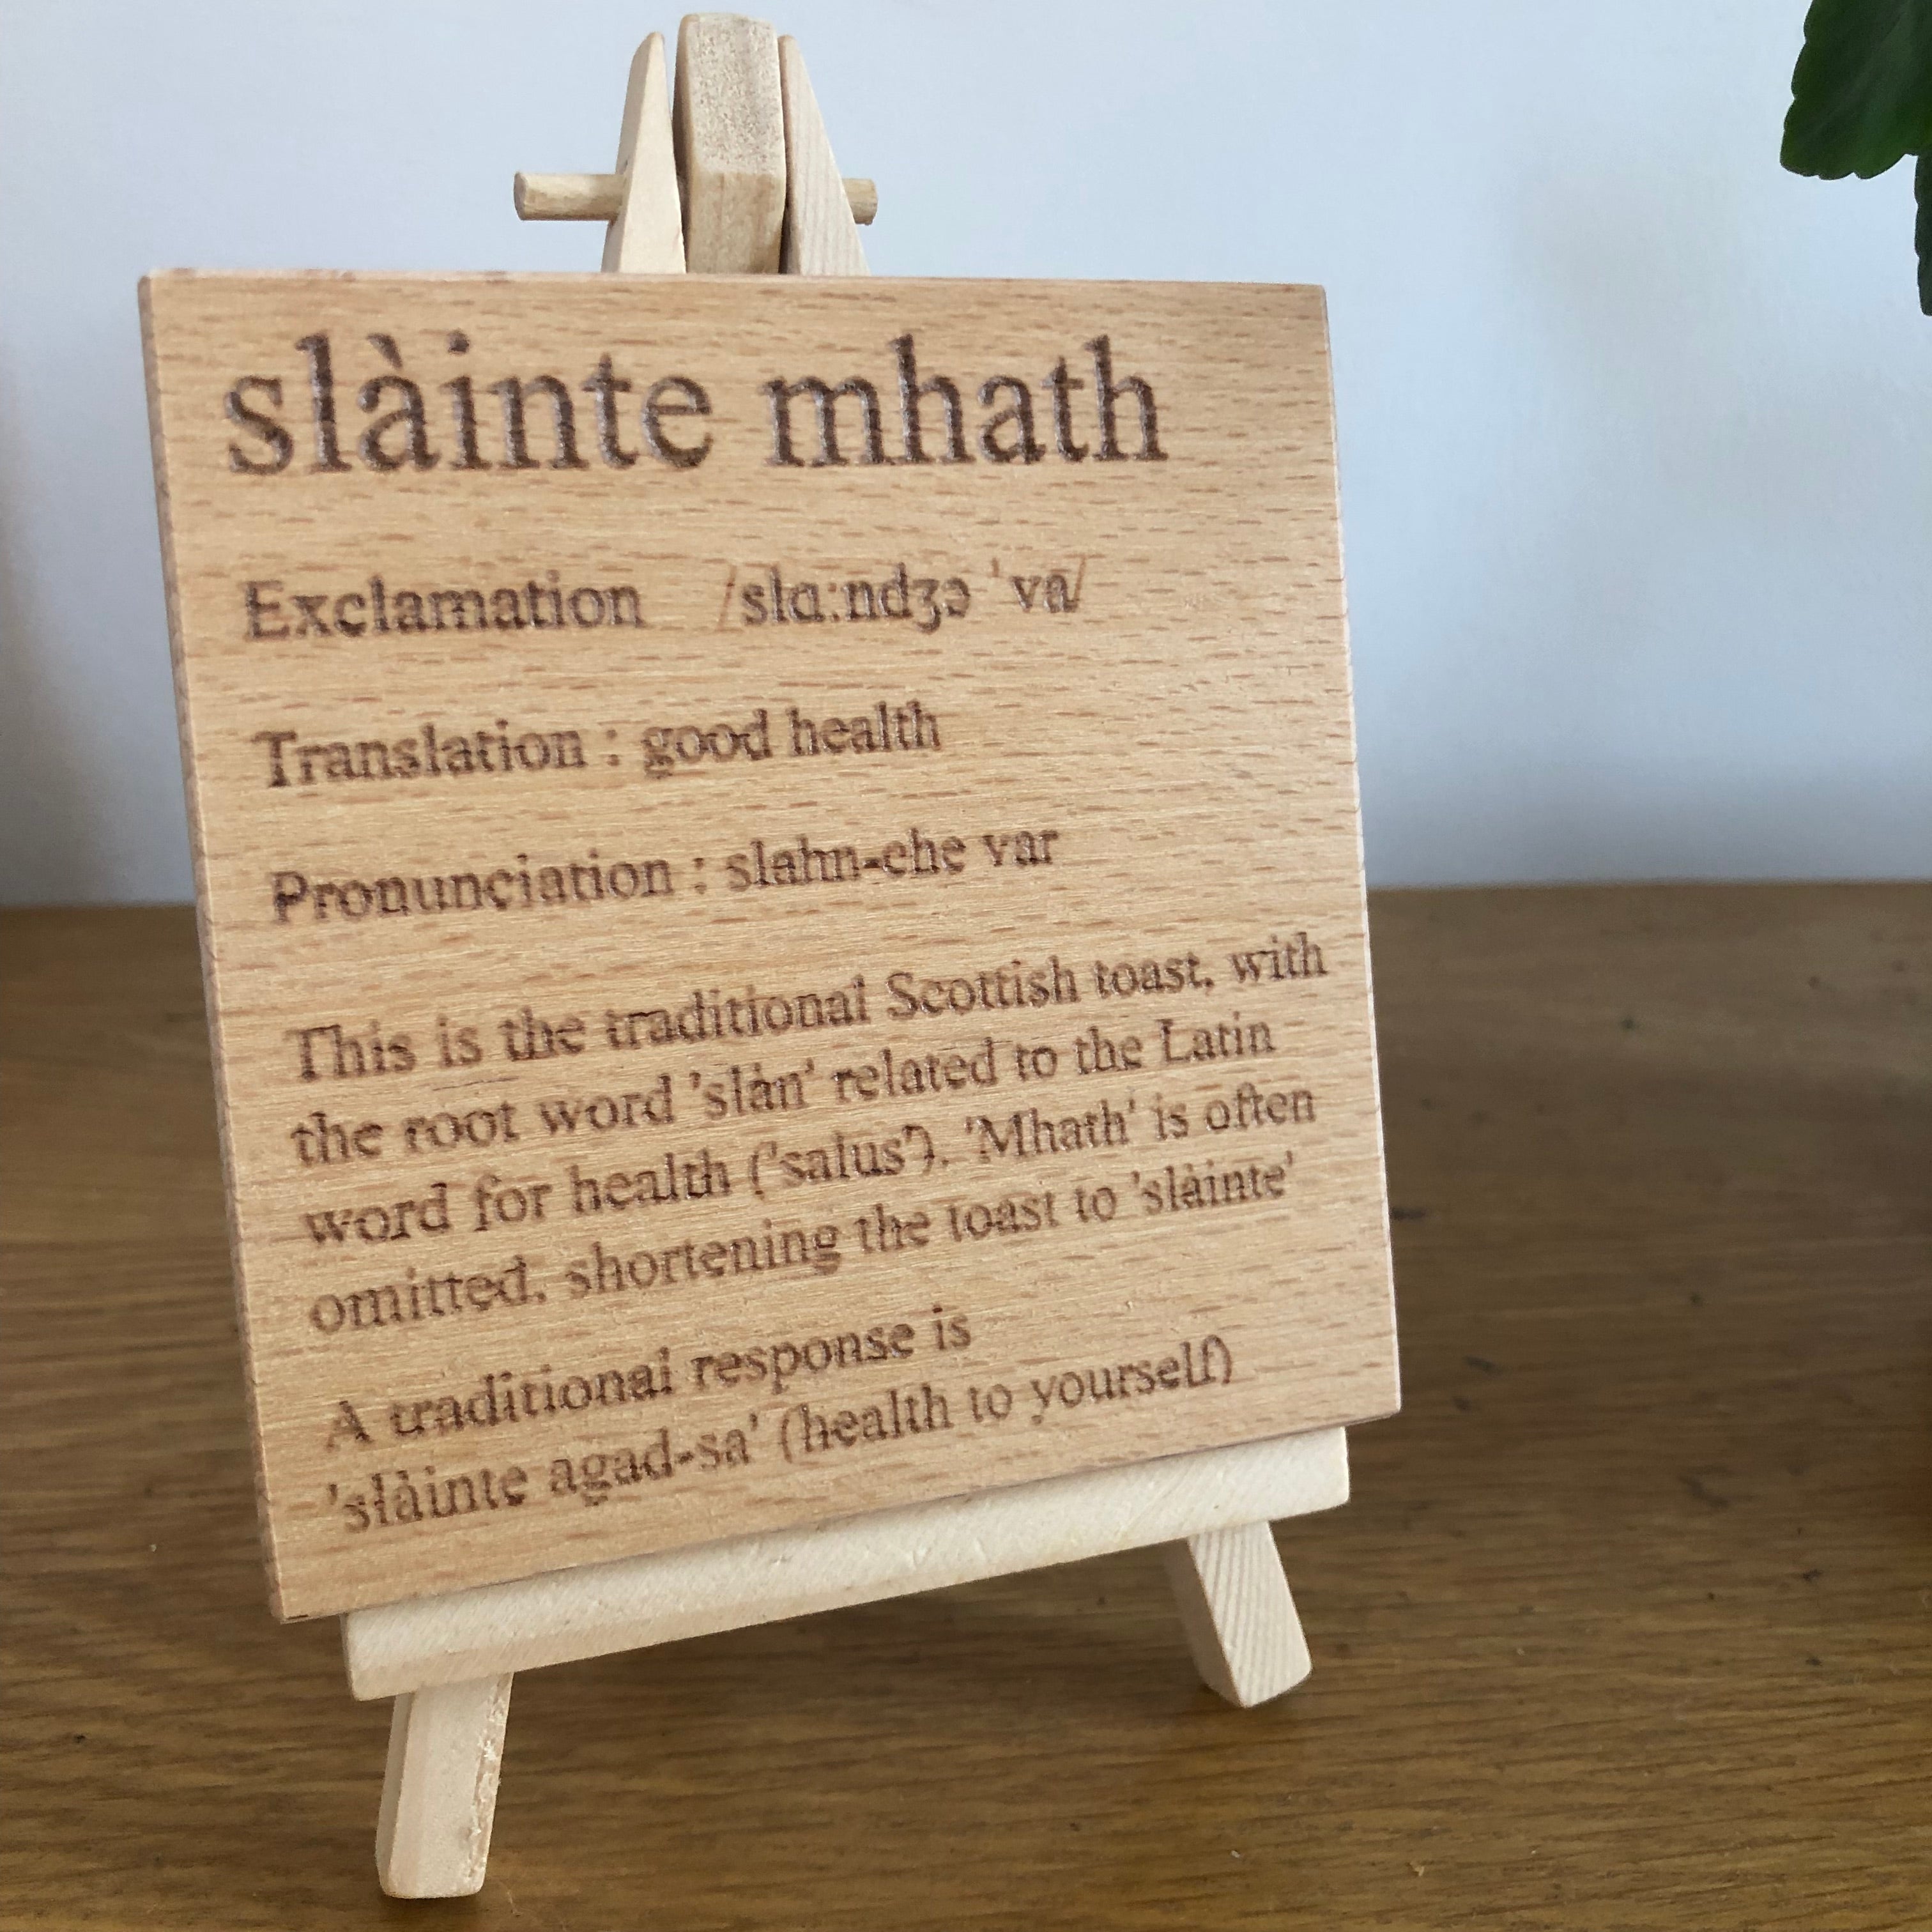 slàinte mhath
Exclamation /slɑːndʒə ˈva/
Translation : good health
Pronunciation : slahn-che var
This is the traditional Scottish toast, with
the root word 'slàn' related to the Latin
word for health ('salus'). 'Mhath' is often
omitted, shortening the toast to 'slàinte'
A traditional response is
'slàinte agad-sa' (health to yourself)